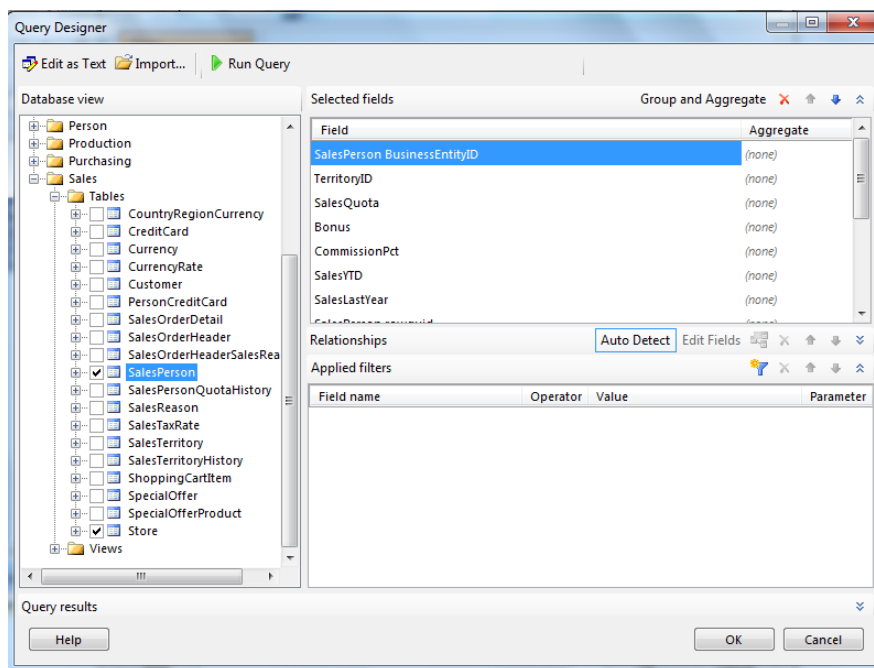 Query Designer
Edit as Text Import... Run Query
Database view
Person
Production
Purchasing
Sales
Tables
CountryRegionCurrency
CreditCard
Currency
CurrencyRate
Customer
PersonCreditCard
SalesOrderDetail
SalesOrderHeader
SalesOrderHeaderSalesRea
SalesPerson
SalesPersonQuotaHistory
SalesReason
SalesTaxRate
SalesTerritory
SalesTerritoryHistory
ShoppingCartItem
SpecialOffer
SpecialOfferProduct
Store
Views
Selected fields Group and Aggregate
Field Aggregate
SalesPerson BusinessEntityID (none)
TerritoryID (none)
SalesQuota (none)
Bonus (none)
CommissionPct (none)
SalesYTD (none)
SalesLastYear (none)
Relationships Auto Detect Edit Fields
Applied filters
Field name Operator Value Parameter
Query results
Help OK Cancel